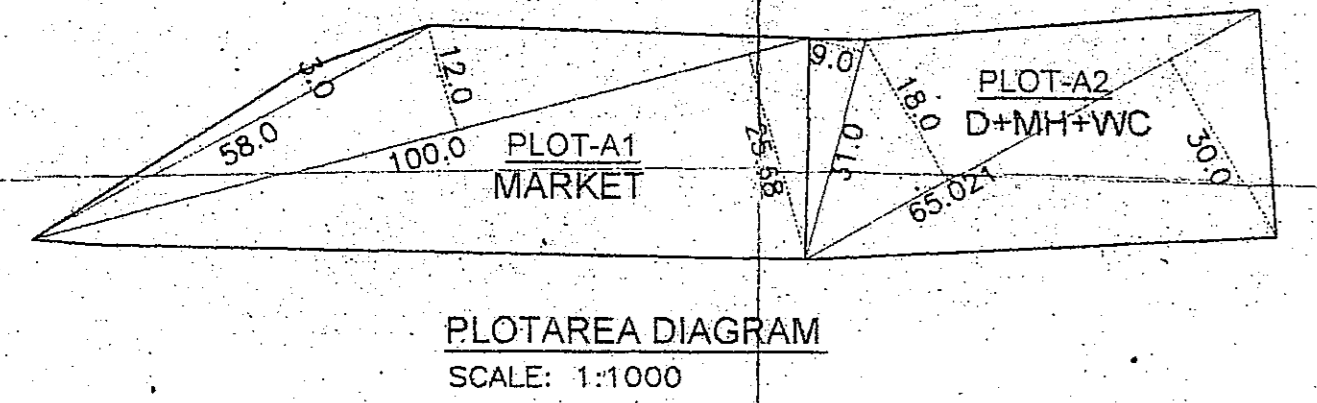 3.0
12.0
58.0
100.0
PLOT-A1
MARKET
25.58
9.0
31.0
18.0
PLOT-A2
D+MH+WC
65.021
30.0
PLOTAREA DIAGRAM
SCALE: 1:1000